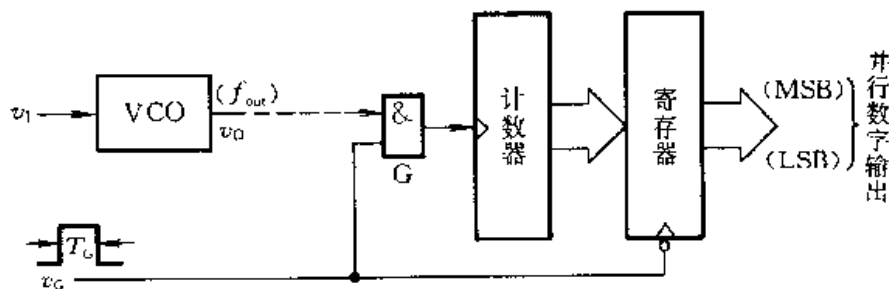 v_I
VCO
(f_out)
v_O
&
G
计数器
寄存器
(MSB)
(LSB)
并行数字输出
T_G
v_G